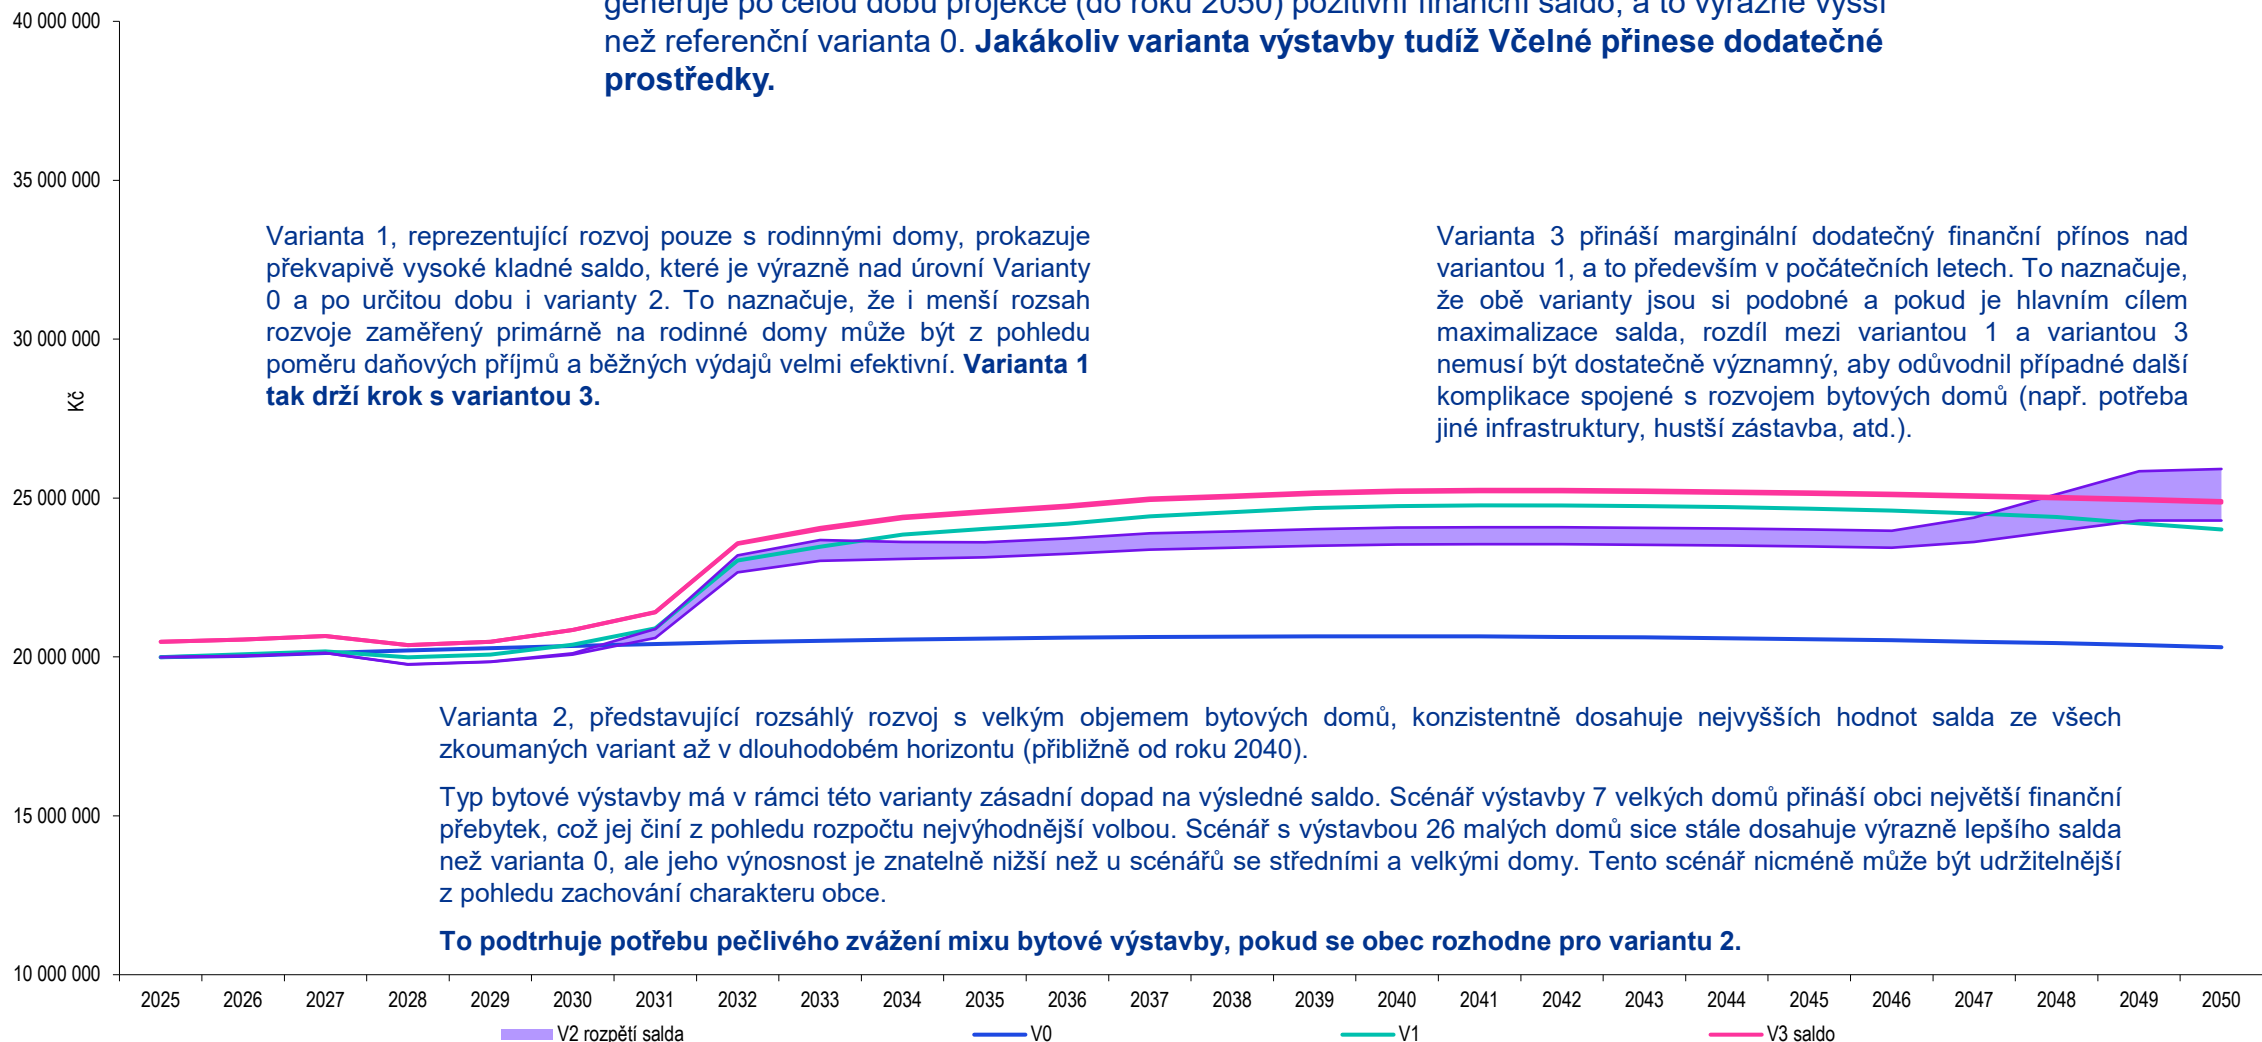 generuje po celou dobu projekce (do roku 2050) pozitivní finanční saldo, a to výrazně vyšší
než referenční varianta 0. Jakákoliv varianta výstavby tudíž Včelné přinese dodatečné
prostředky.
40 000 000
35 000 000
30 000 000
25 000 000
20 000 000
15 000 000
10 000 000
Kč
Varianta 1, reprezentující rozvoj pouze s rodinnými domy, prokazuje
překvapivě vysoké kladné saldo, které je výrazně nad úrovní Varianty
0 a po určitou dobu i varianty 2. To naznačuje, že i menší rozsah
rozvoje zaměřený primárně na rodinné domy může být z pohledu
poměru daňových příjmů a běžných výdajů velmi efektivní. Varianta 1
tak drží krok s variantou 3.
Varianta 3 přináší marginální dodatečný finanční přínos nad
variantou 1, a to především v počátečních letech. To naznačuje,
že obě varianty jsou si podobné a pokud je hlavním cílem
maximalizace salda, rozdíl mezi variantou 1 a variantou 3
nemusí být dostatečně významný, aby odůvodnil případné další
komplikace spojené s rozvojem bytových domů (např. potřeba
jiné infrastruktury, hustší zástavba, atd.).
Varianta 2, představující rozsáhlý rozvoj s velkým objemem bytových domů, konzistentně dosahuje nejvyšších hodnot salda ze všech
zkoumaných variant až v dlouhodobém horizontu (přibližně od roku 2040).
Typ bytové výstavby má v rámci této varianty zásadní dopad na výsledné saldo. Scénář výstavby 7 velkých domů přináší obci největší finanční
přebytek, což jej činí z pohledu rozpočtu nejvýhodnější volbou. Scénář s výstavbou 26 malých domů sice stále dosahuje výrazně lepšího salda
než varianta 0, ale jeho výnosnost je znatelně nižší než u scénářů se středními a velkými domy. Tento scénář nicméně může být udržitelnější
z pohledu zachování charakteru obce.
To podtrhuje potřebu pečlivého zvážení mixu bytové výstavby, pokud se obec rozhodne pro variantu 2.
2025 2026 2027 2028 2029 2030 2031 2032 2033 2034 2035 2036 2037 2038 2039 2040 2041 2042 2043 2044 2045 2046 2047 2048 2049 2050
V2 rozpětí salda V0 V1 V3 saldo